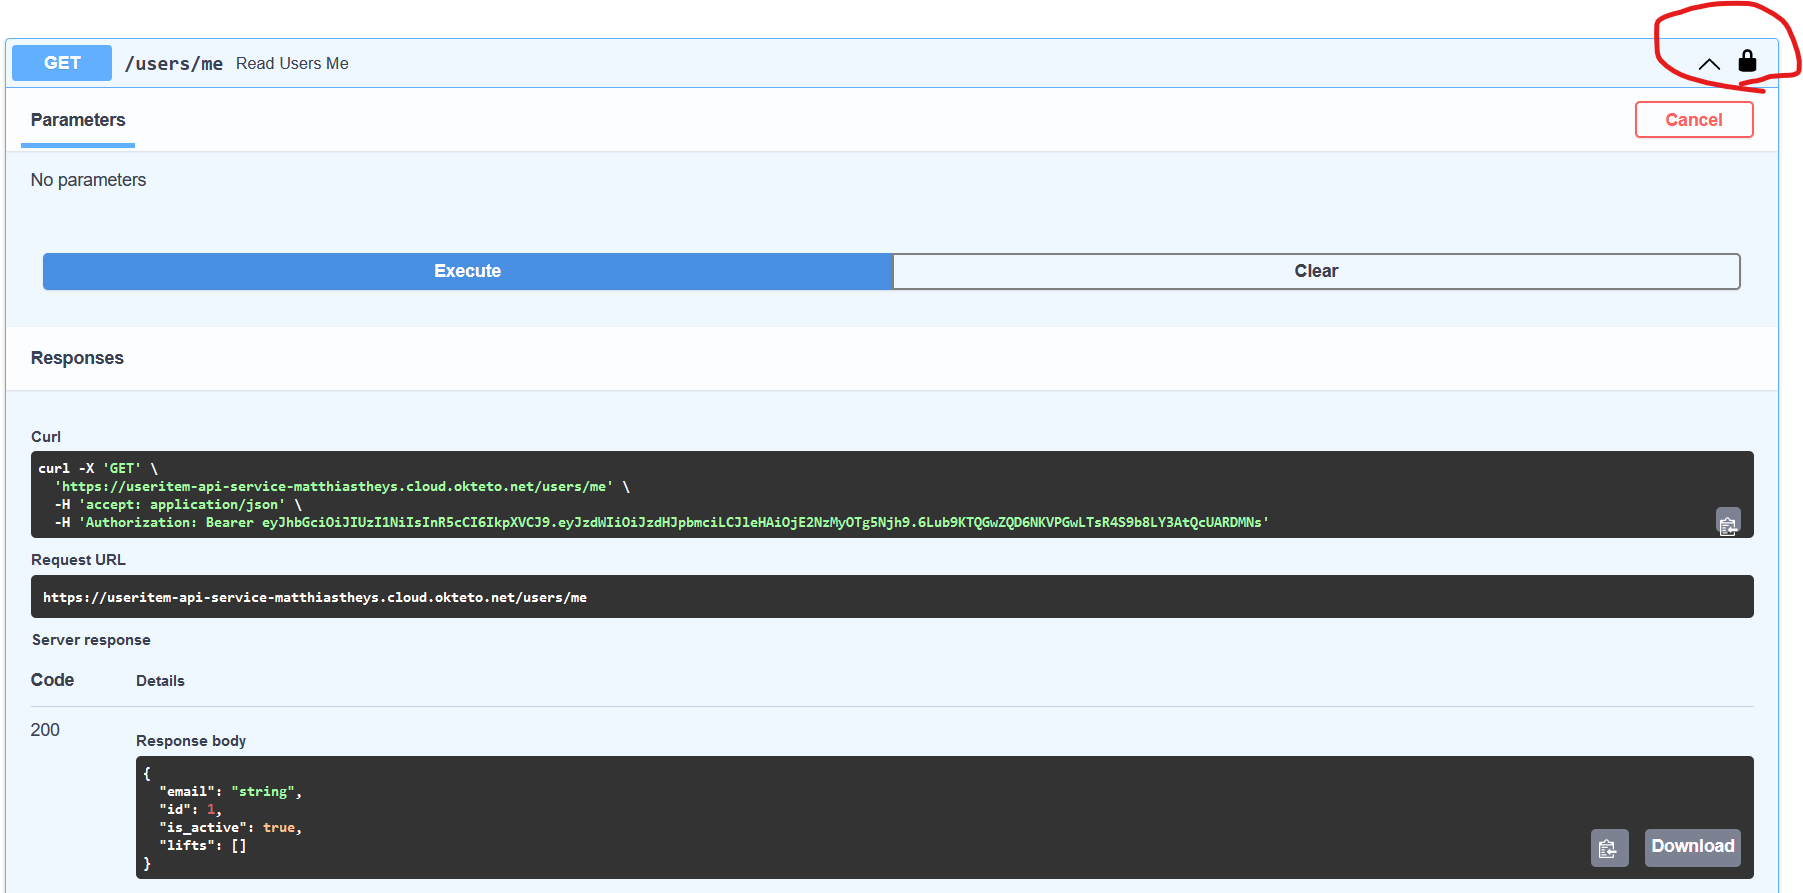 GET /users/me Read Users Me
Parameters
Cancel
No parameters
Execute
Clear
Responses
Curl
curl -X 'GET' \
  'https://useritem-api-service-matthiastheys.cloud.okteto.net/users/me' \
  -H 'accept: application/json' \
  -H 'Authorization: Bearer eyJhbGciOiJIUzI1NiIsInR5cCI6IkpXVCJ9.eyJzdWIiOiJzdHJpbmciLCJleHAiOjE2NzMyOTg5Njh9.6Lub9KTQGwZQD6NKVPGwLTsR4S9b8LY3AtQcUARDMNs'
Request URL
https://useritem-api-service-matthiastheys.cloud.okteto.net/users/me
Server response
Code Details
200
Response body
{
  "email": "string",
  "id": 1,
  "is_active": true,
  "lifts": []
}
Download